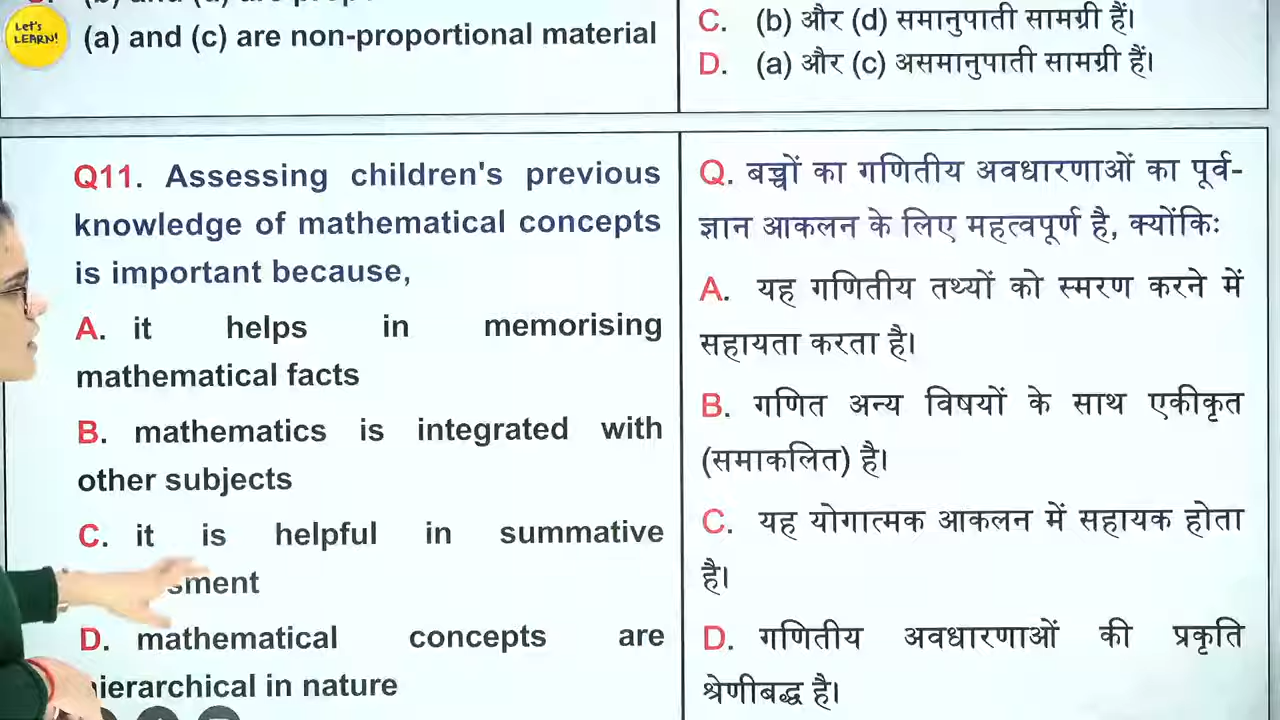 Let's
LEARN!
(a) and (c) are non-proportional material
C. (b) और (d) समानुपाती सामग्री हैं।
D. (a) और (c) असमानुपाती सामग्री हैं।
Q11. Assessing children's previous
knowledge of mathematical concepts
is important because,
A. it helps in memorising
mathematical facts
B. mathematics is integrated with
other subjects
C. it is helpful in summative
D. mathematical concepts are
hierarchical in nature
Q. बच्चों का गणितीय अवधारणाओं का पूर्व-
ज्ञान आकलन के लिए महत्वपूर्ण है, क्योंकिः
A. यह गणितीय तथ्यों को स्मरण करने में
सहायता करता है।
B. गणित अन्य विषयों के साथ एकीकृत
(समाकलित) है।
C. यह योगात्मक आकलन में सहायक होता
है।
D. गणितीय अवधारणाओं की प्रकृति
श्रेणीबद्ध है।